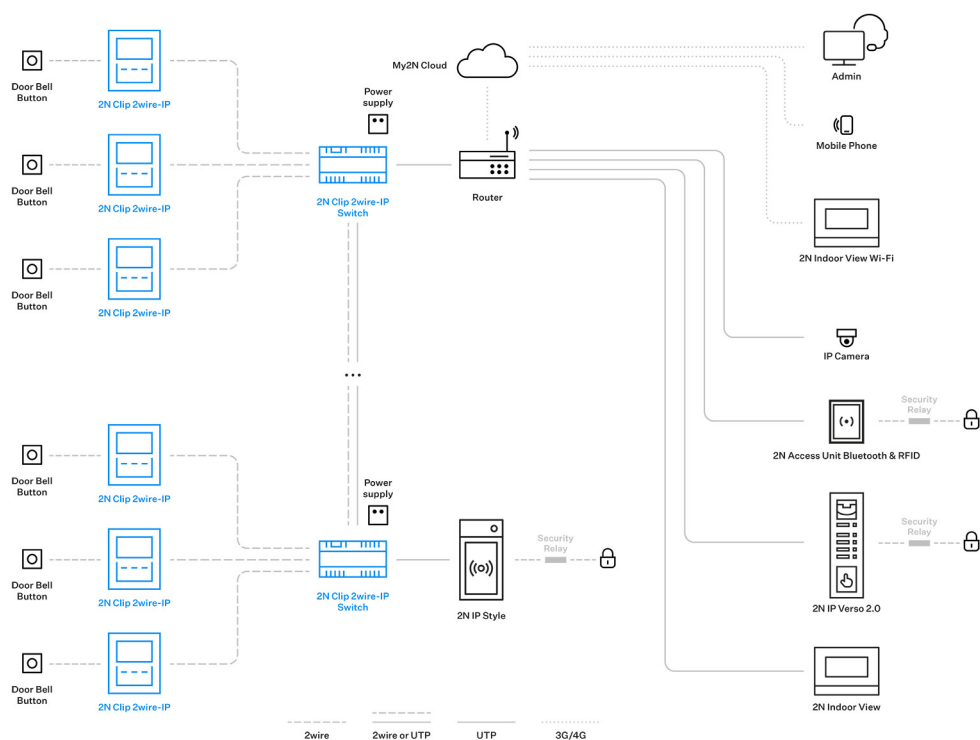 My2N Cloud
Admin
Door Bell
Button
2N Clip 2wire-IP
Power
supply
Mobile Phone
Door Bell
Button
2N Clip 2wire-IP
2N Clip 2wire-IP
Switch
Router
2N Indoor View Wi-Fi
Door Bell
Button
2N Clip 2wire-IP
IP Camera
...
Security
Relay
2N Access Unit Bluetooth & RFID
Door Bell
Button
2N Clip 2wire-IP
Power
supply
Security
Relay
Security
Relay
Door Bell
Button
2N Clip 2wire-IP
2N Clip 2wire-IP
Switch
2N IP Style
2N IP Verso 2.0
Door Bell
Button
2N Clip 2wire-IP
2N Indoor View
2wire
2wire or UTP
UTP
3G/4G